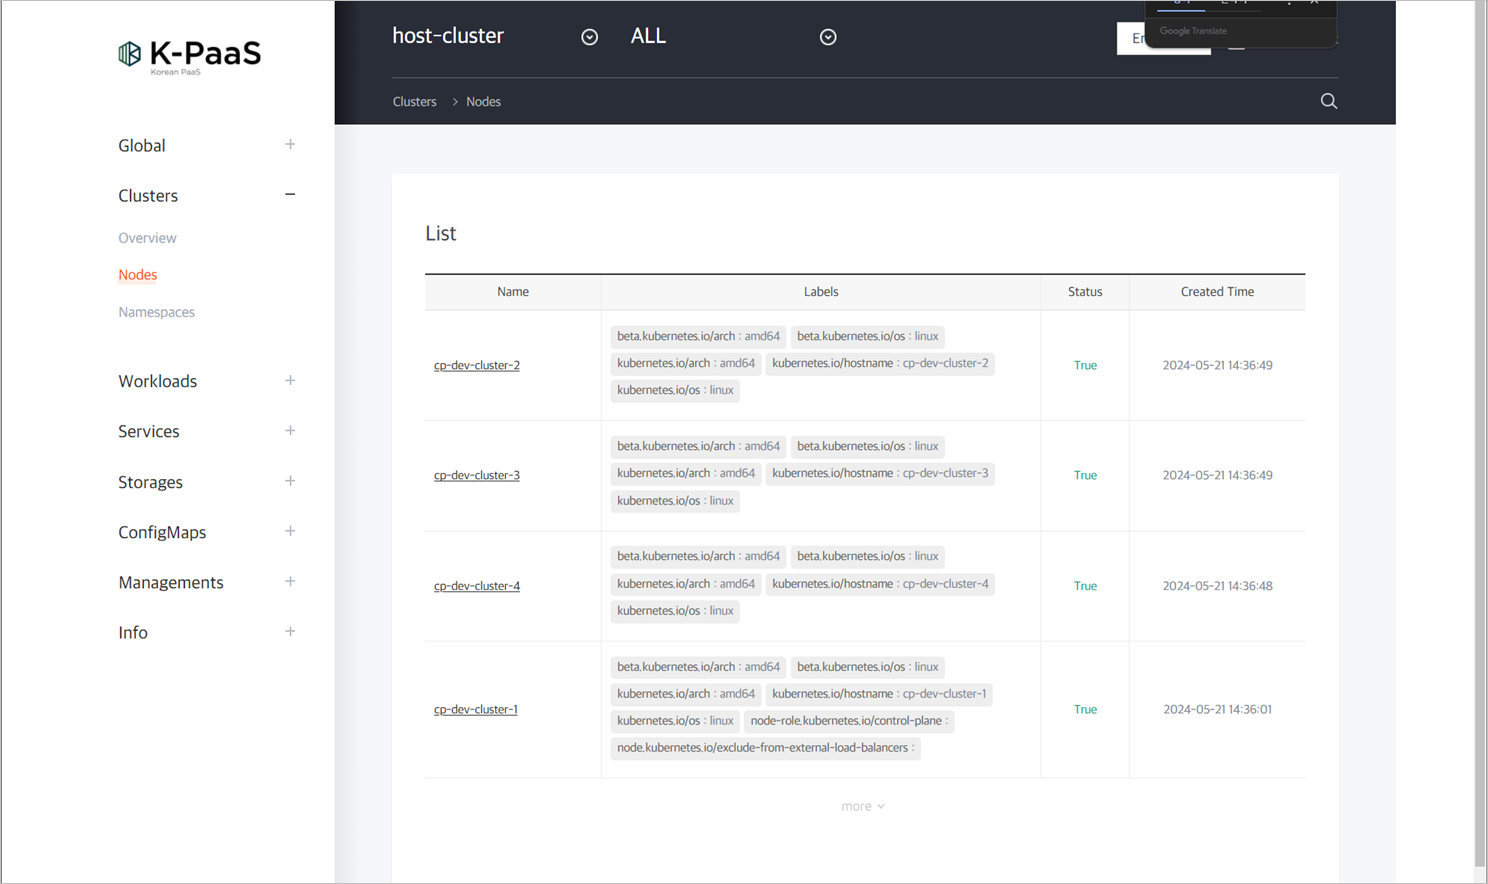 K-PaaS
Korean PaaS
host-cluster
ALL
Google Translate
Clusters > Nodes
Global
Clusters
Overview
Nodes
Namespaces
Workloads
Services
Storages
ConfigMaps
Managements
Info
List
Name Labels Status Created Time
cp-dev-cluster-2
beta.kubernetes.io/arch : amd64 beta.kubernetes.io/os : linux
kubernetes.io/arch : amd64 kubernetes.io/hostname : cp-dev-cluster-2
kubernetes.io/os : linux
True
2024-05-21 14:36:49
cp-dev-cluster-3
beta.kubernetes.io/arch : amd64 beta.kubernetes.io/os : linux
kubernetes.io/arch : amd64 kubernetes.io/hostname : cp-dev-cluster-3
kubernetes.io/os : linux
True
2024-05-21 14:36:49
cp-dev-cluster-4
beta.kubernetes.io/arch : amd64 beta.kubernetes.io/os : linux
kubernetes.io/arch : amd64 kubernetes.io/hostname : cp-dev-cluster-4
kubernetes.io/os : linux
True
2024-05-21 14:36:48
cp-dev-cluster-1
beta.kubernetes.io/arch : amd64 beta.kubernetes.io/os : linux
kubernetes.io/arch : amd64 kubernetes.io/hostname : cp-dev-cluster-1
kubernetes.io/os : linux node-role.kubernetes.io/control-plane :
node.kubernetes.io/exclude-from-external-load-balancers :
True
2024-05-21 14:36:01
more